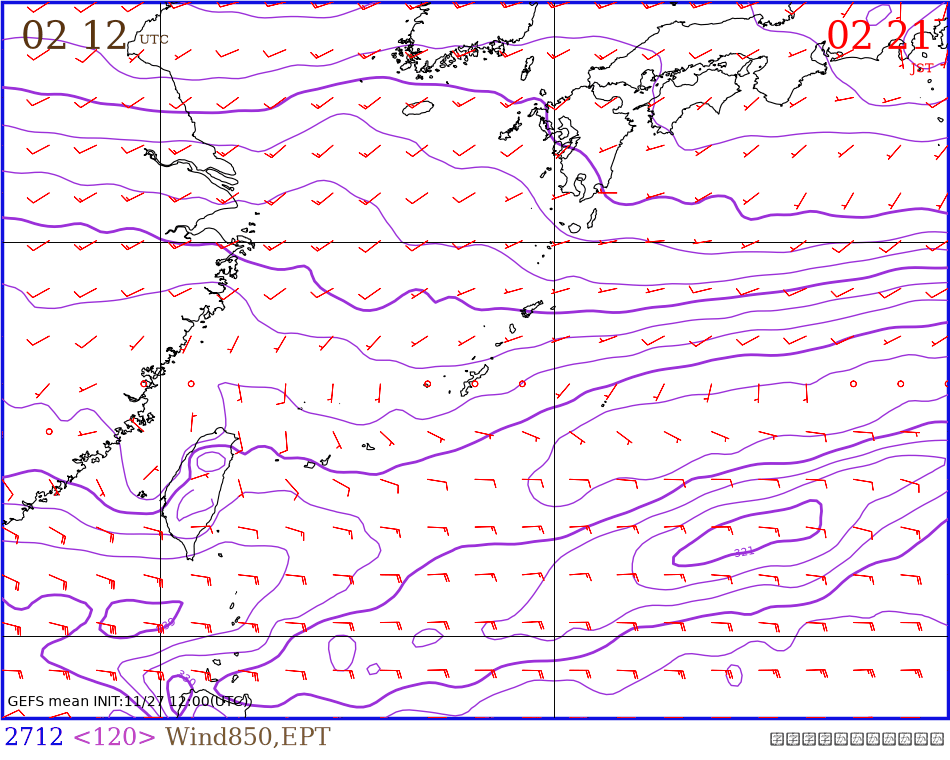 02 12 UTC
02 21
JST
321
GEFS mean INIT:11/27 12:00(UTC)
2712 <120> Wind850,EPT